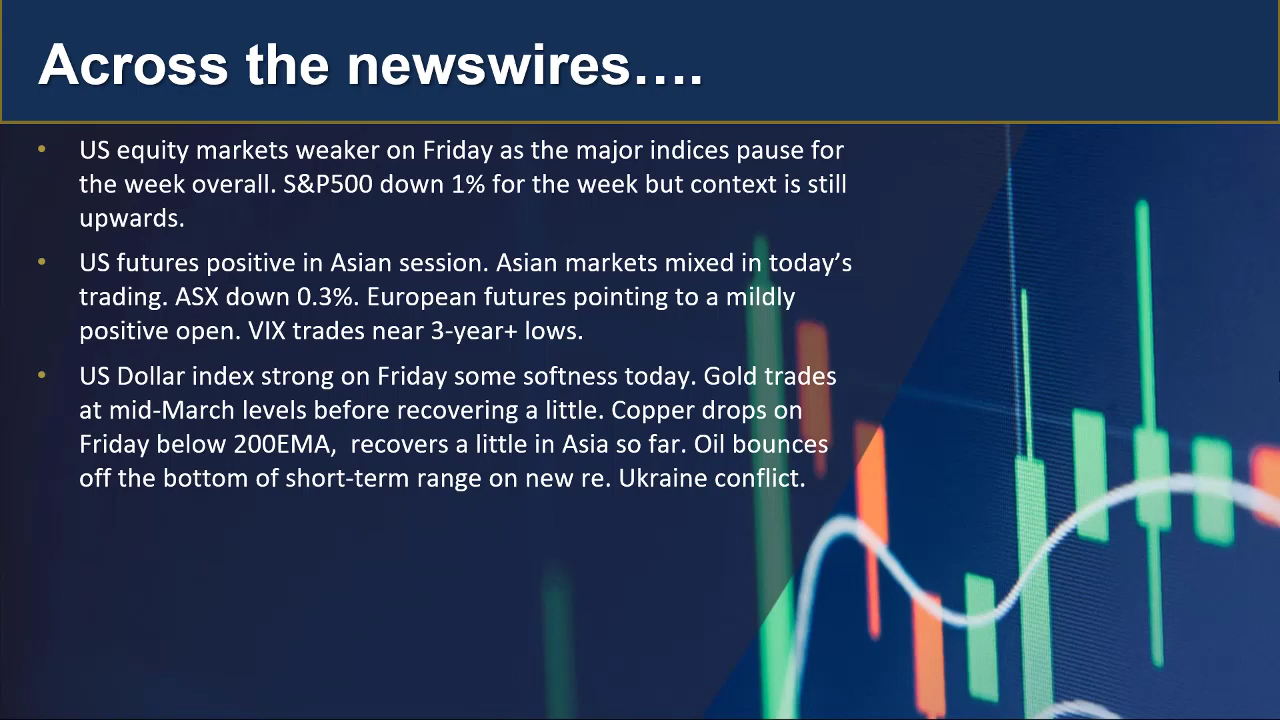 Across the newswires….
• US equity markets weaker on Friday as the major indices pause for
the week overall. S&P500 down 1% for the week but context is still
upwards.
• US futures positive in Asian session. Asian markets mixed in today’s
trading. ASX down 0.3%. European futures pointing to a mildly
positive open. VIX trades near 3-year+ lows.
• US Dollar index strong on Friday some softness today. Gold trades
at mid-March levels before recovering a little. Copper drops on
Friday below 200EMA,  recovers a little in Asia so far. Oil bounces
off the bottom of short-term range on new re. Ukraine conflict.